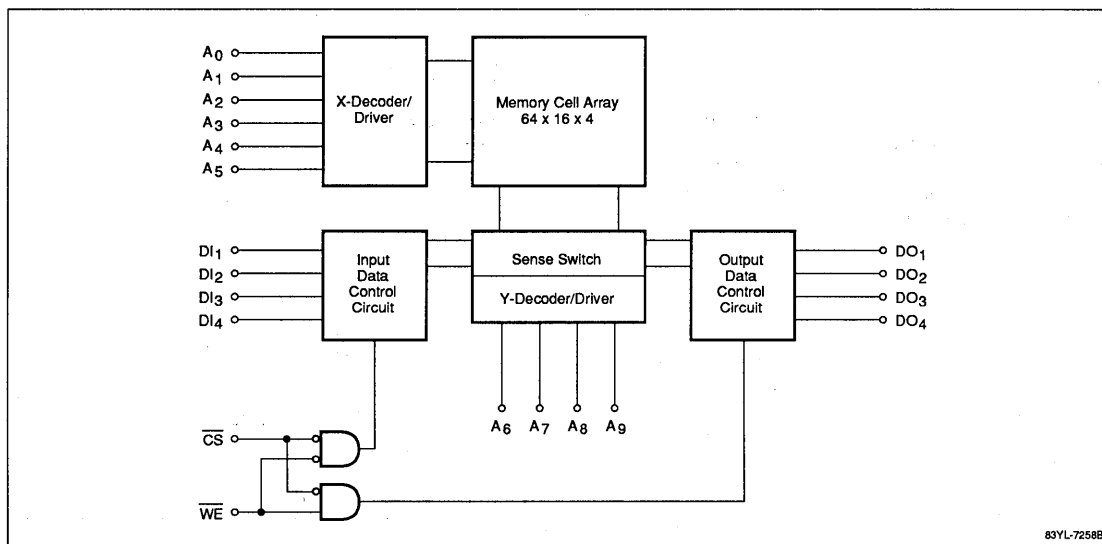 A0
A1
A2
A3
A4
A5
X-Decoder/
Driver
Memory Cell Array
64 x 16 x 4
DI1
DI2
DI3
DI4
Input
Data
Control
Circuit
Sense Switch
Y-Decoder/Driver
Output
Data
Control
Circuit
DO1
DO2
DO3
DO4
A6 A7 A8 A9
C̅S̅
W̅E̅
83YL-7258B